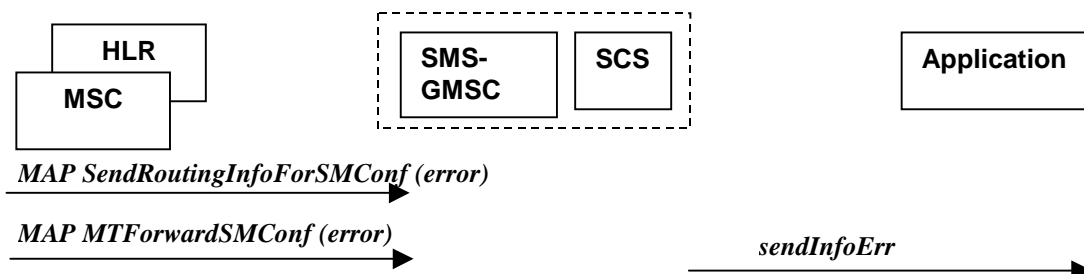 HLR
MSC
SMS-
GMSC
SCS
Application
MAP SendRoutingInfoForSMConf (error)
MAP MTForwardSMConf (error)
sendInfoErr